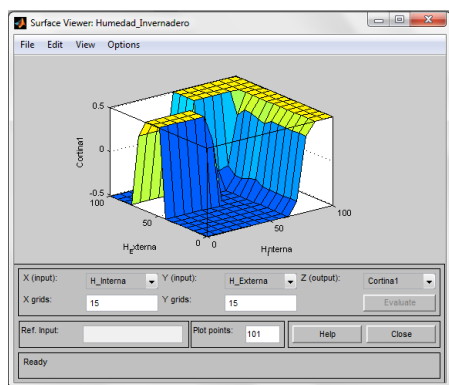 Surface Viewer: Humedad_Invernadero
File Edit View Options
0.5
0
-0.5
Cortina1
100
50
0
H_Externa
0
50
100
H_Interna
X (input): H_Interna Y (input): H_Externa Z (output): Cortina1
X grids: 15 Y grids: 15 Evaluate
Ref. Input: Plot points: 101 Help Close
Ready